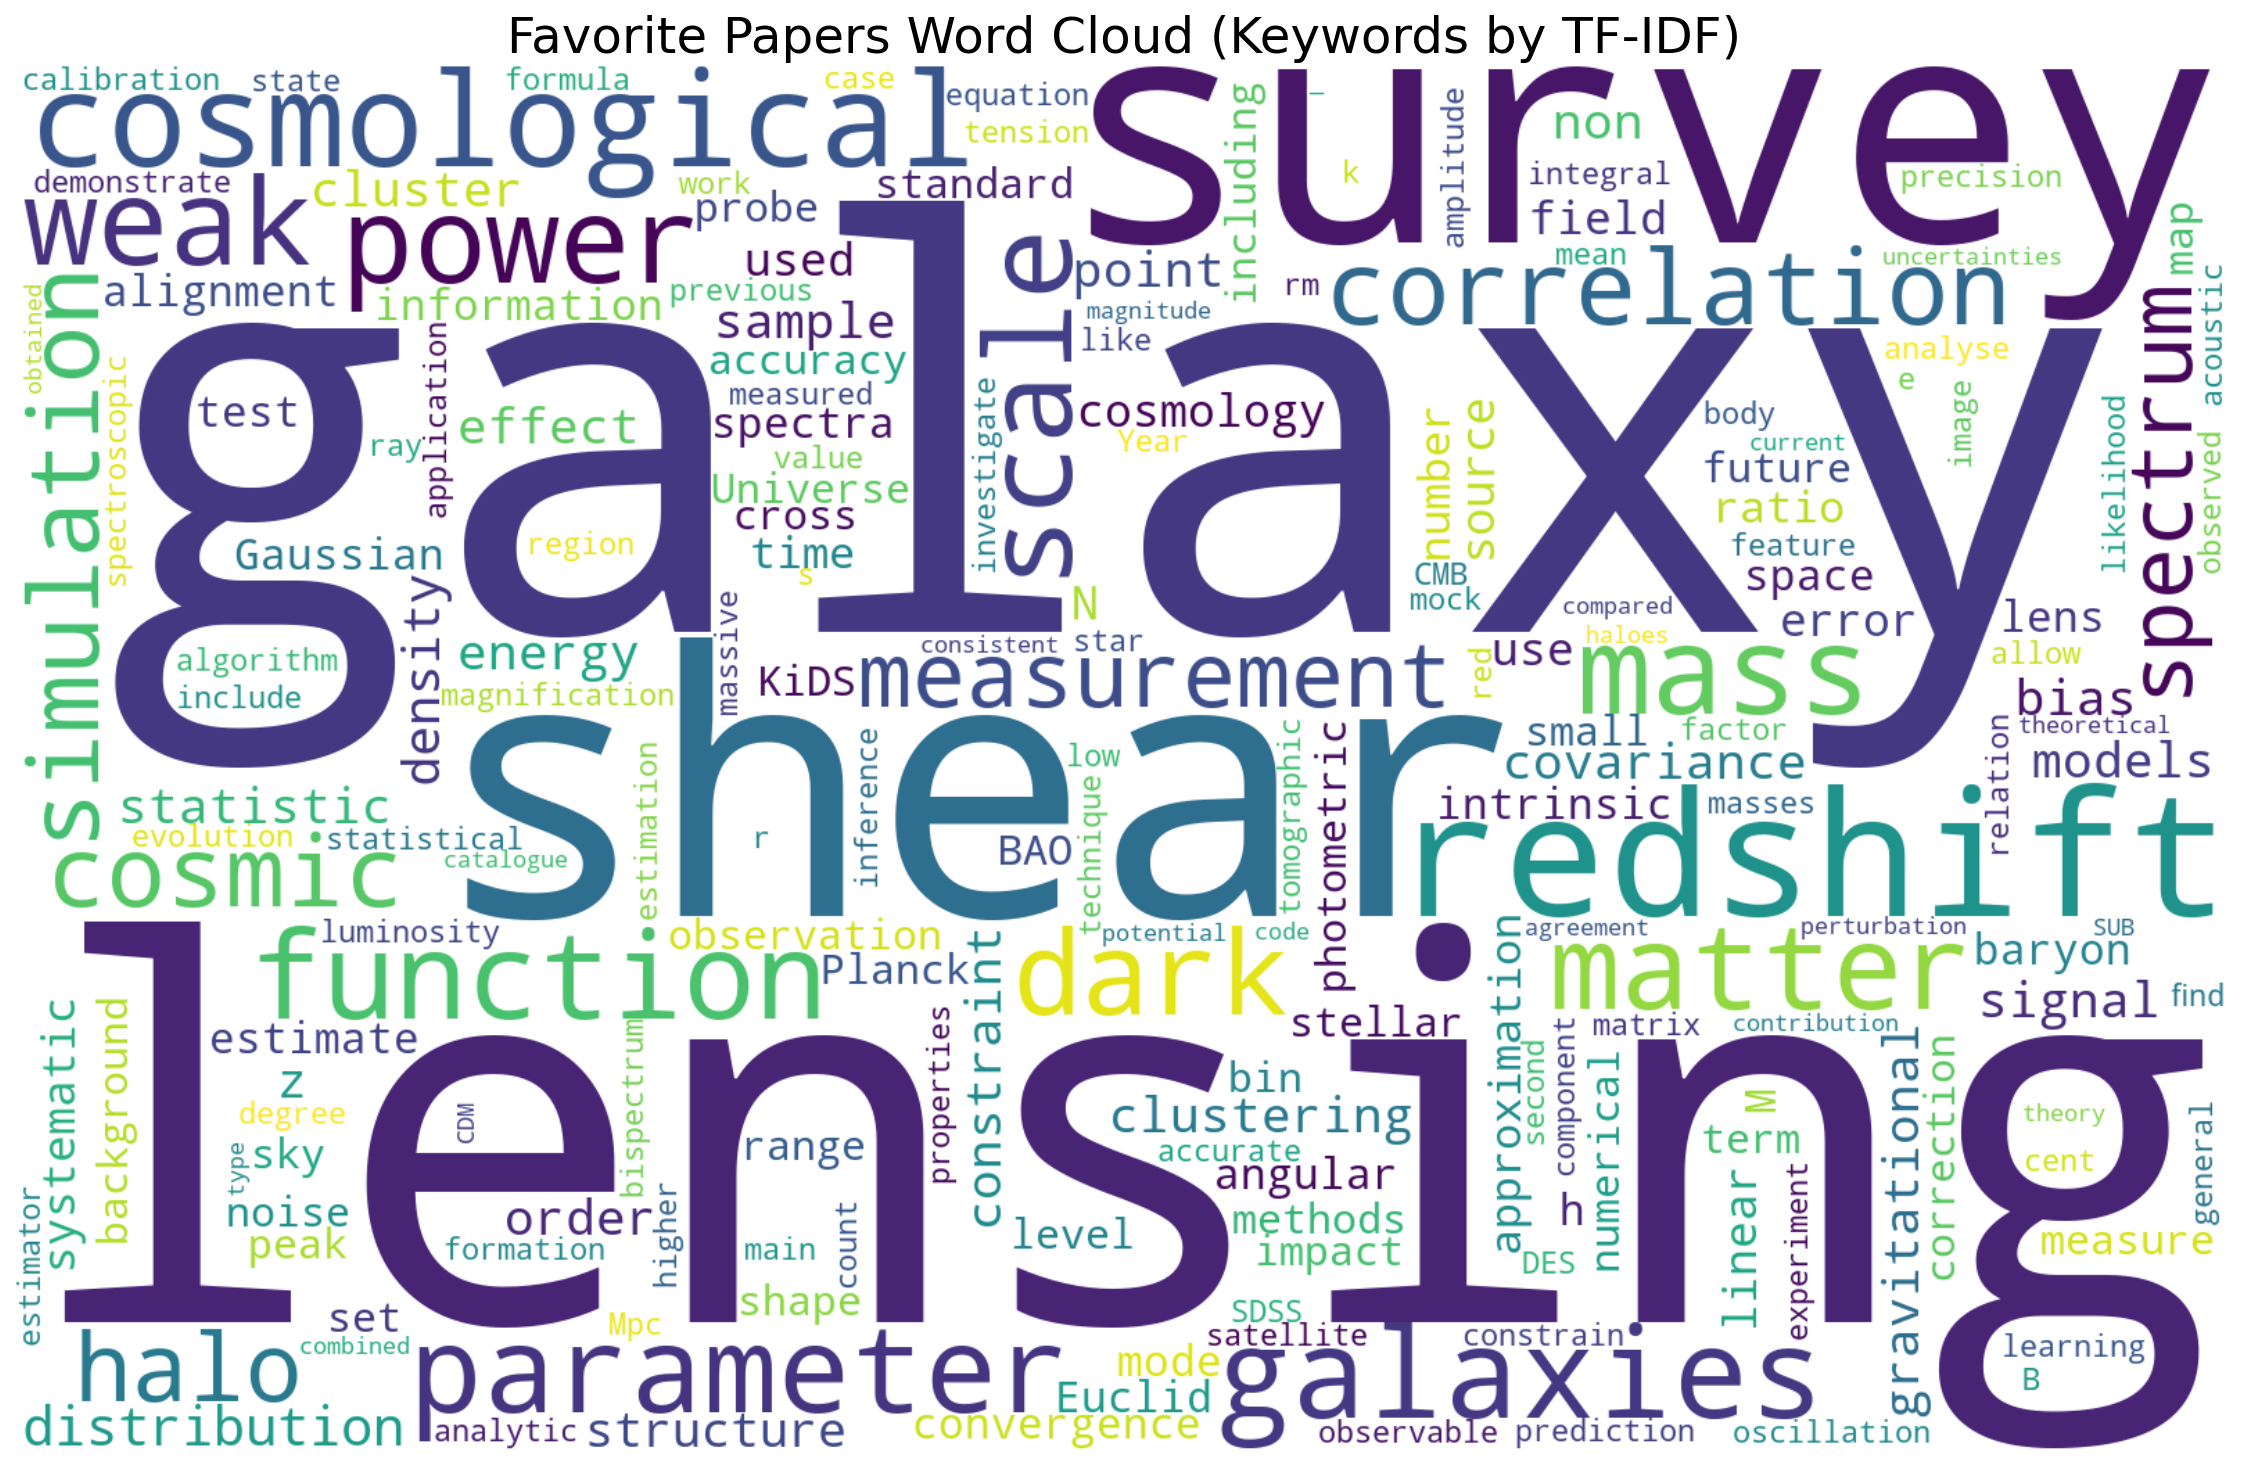 Favorite Papers Word Cloud (Keywords by TF-IDF)
calibration
state
formula
case
cosmological
equation
tension
survey
including
–
k
amplitude
non
integral
field
precision
demonstrate
weak
cluster
power
work
probe
standard
used
scale
point
mean
uncertainties
map
alignment
information
previous
sample
magnitude
like
rm
correlation
spectrum
acoustic
simulation
obtained
spectroscopic
galaxy
test
ray
application
effect
accuracy
measured
spectra
value
Universe
cross
time
s
region
investigate
cosmology
Year
number
source
analyse
e
image
body
current
future
ratio
feature
space
likelihood
observed
Gaussian
density
CMB
mock
N
compared
haloes
error
lens
allow
algorithm
include
energy
magnification
massive
KiDS
consistent
star
measurement
red
use
mass
bias
theoretical
models
relation
shear
small
factor
covariance
intrinsic
masses
redshift
statistic
evolution
statistical
catalogue
cosmic
estimation
r
inference
BAO
low
technique
tomographic
photometric
lensing
luminosity
function
observation
Planck
constraint
potential
code
dark
approximation
agreement
perturbation
SUB
matter
baryon
signal
find
stellar
matrix
contribution
systematic
background
estimate
z
degree
type
sky
noise
peak
CDM
bispectrum
properties
range
order
formation
higher
main
count
shape
bin
clustering
accurate
angular
level
methods
impact
second
component
numerical
DES
h
M
term
linear
experiment
gravitational
correction
theory
cent
general
measure
estimator
set
Mpc
SDSS
satellite
constrain
learning
B
halo
combined
parameter
mode
Euclid
galaxies
distribution
analytic
structure
convergence
observable
prediction
oscillation